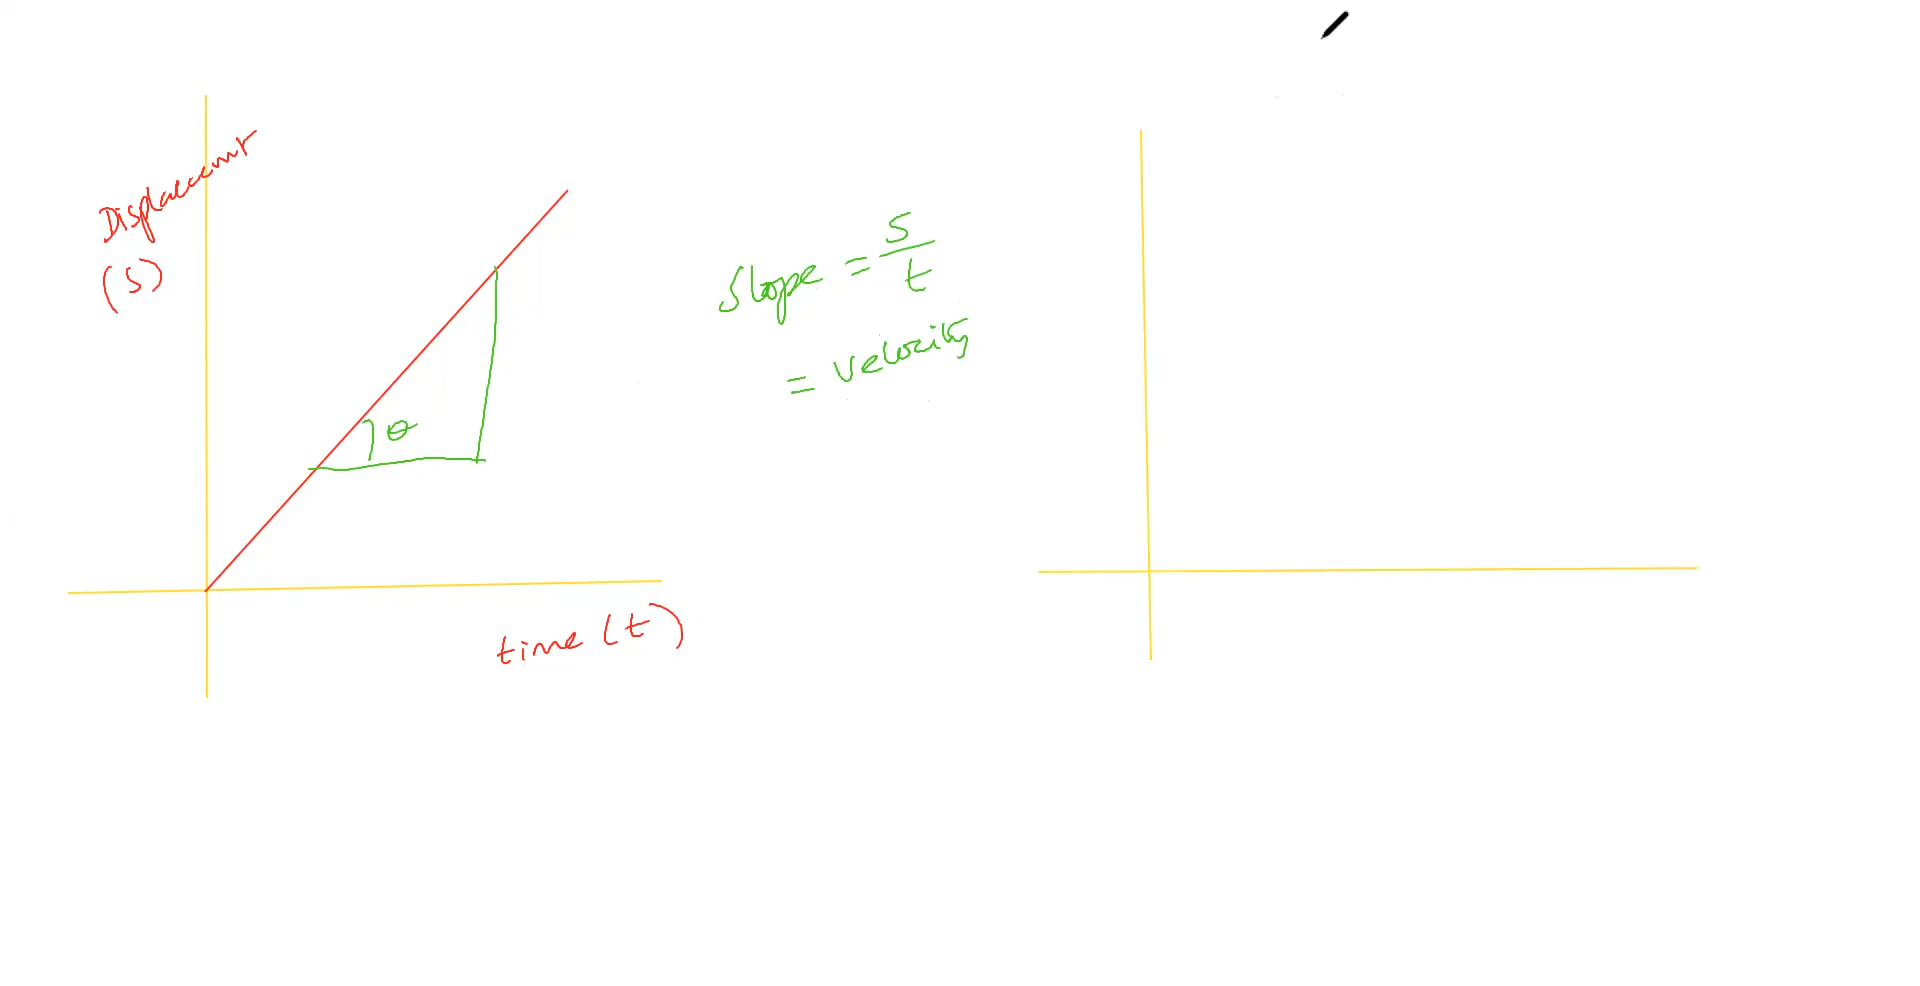 Displacement
(S)
θ
time (t)
Slope = S/t
= velocity